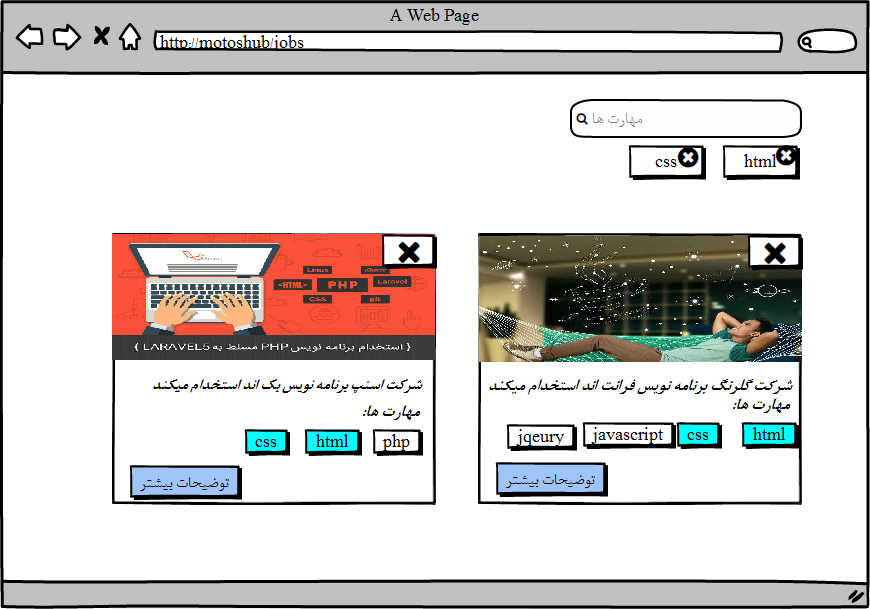 A Web Page
http://motoshub/jobs
مهارت ها
html
css
شرکت گلرنگ برنامه نویس فرانت اند استخدام میکند
مهارت ها:
html
css
javascript
jqeury
توضیحات بیشتر
Linux
jQuery
<HTML>
PHP
Laravel
CSS
git
استخدام برنامه نویس PHP مسلط به LARAVEL5 { }
شرکت اسنپ برنامه نویس بک اند استخدام میکند
مهارت ها:
php
html
css
توضیحات بیشتر